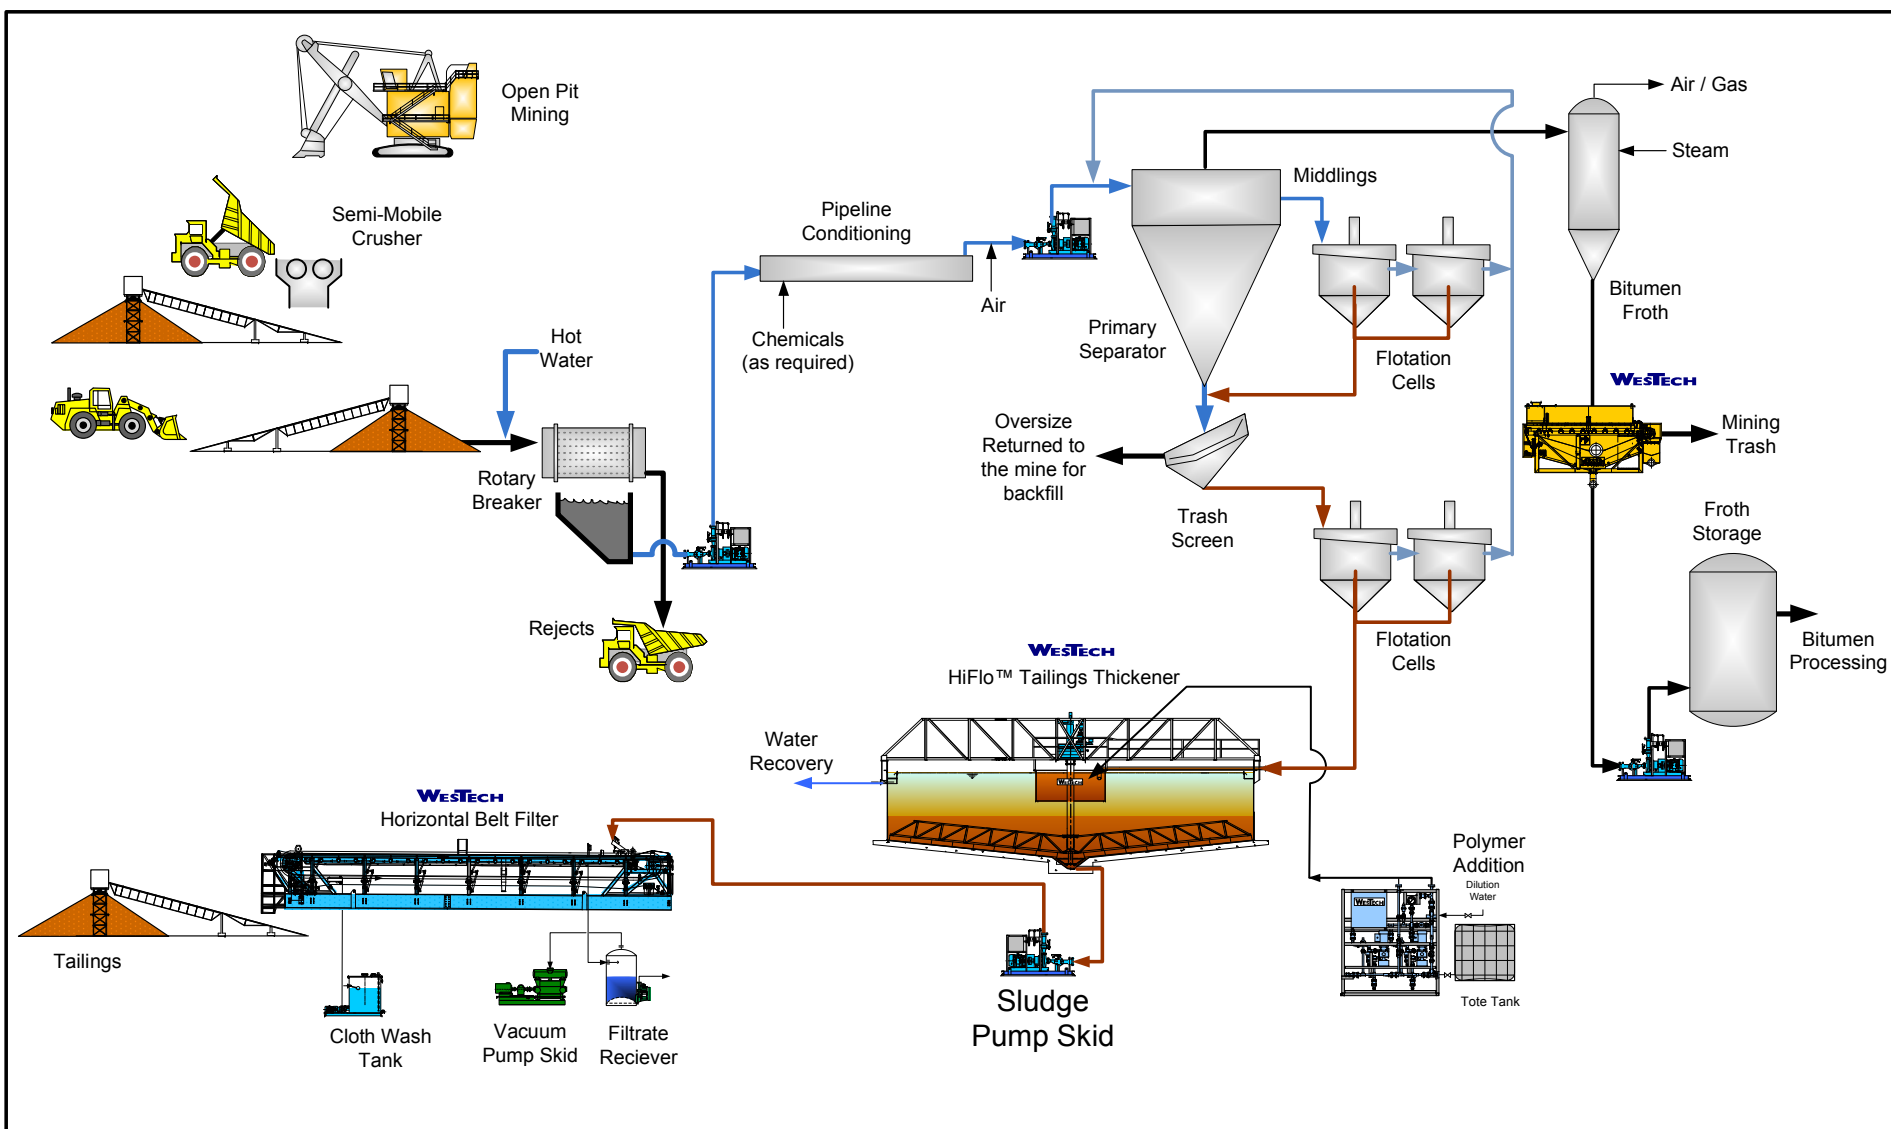 Open Pit
Mining
Semi-Mobile
Crusher
Hot
Water
Rotary
Breaker
Rejects
Pipeline
Conditioning
Chemicals
(as required)
Air
Primary
Separator
Middlings
Flotation
Cells
Oversize
Returned to
the mine for
backfill
Trash
Screen
Flotation
Cells
Air / Gas
Steam
Bitumen
Froth
WESTECH
Mining
Trash
Froth
Storage
Bitumen
Processing
WESTECH
HiFlo™ Tailings Thickener
Water
Recovery
WESTECH
Polymer
Addition
Dilution
Water
WESTECH
Tote Tank
Sludge
Pump Skid
WESTECH
Horizontal Belt Filter
Tailings
Cloth Wash
Tank
Vacuum
Pump Skid
Filtrate
Reciever